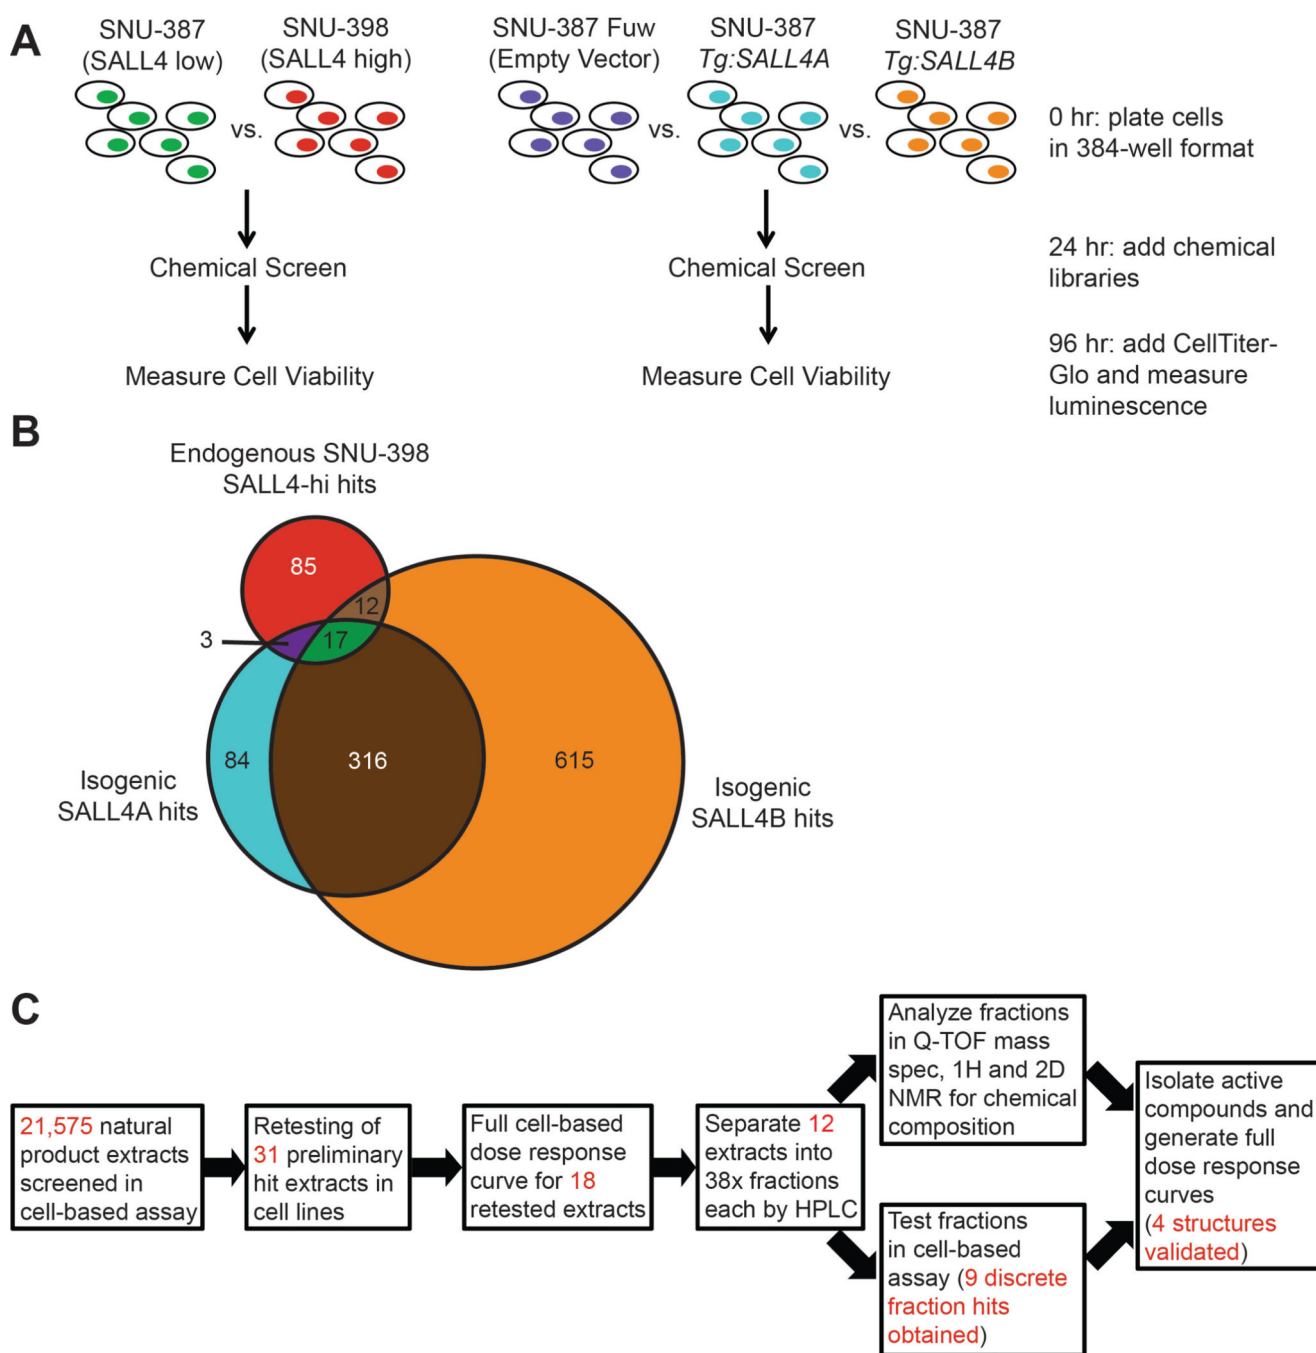 A
SNU-387
(SALL4 low)
SNU-398
(SALL4 high)
SNU-387 Fuw
(Empty Vector)
SNU-387
Tg:SALL4A
SNU-387
Tg:SALL4B
vs.
vs.
vs.
0 hr: plate cells
in 384-well format
Chemical Screen
Chemical Screen
24 hr: add chemical
libraries
Measure Cell Viability
Measure Cell Viability
96 hr: add CellTiter-
Glo and measure
luminescence
B
Endogenous SNU-398
SALL4-hi hits
85
12
3
17
84
316
615
Isogenic
SALL4A hits
Isogenic
SALL4B hits
C
21,575 natural
product extracts
screened in
cell-based assay
Retesting of
31 preliminary
hit extracts in
cell lines
Full cell-based
dose response
curve for 18
retested extracts
Separate 12
extracts into
38x fractions
each by HPLC
Analyze fractions
in Q-TOF mass
spec, 1H and 2D
NMR for chemical
composition
Test fractions
in cell-based
assay (9 discrete
fraction hits
obtained)
Isolate active
compounds and
generate full
dose response
curves
(4 structures
validated)